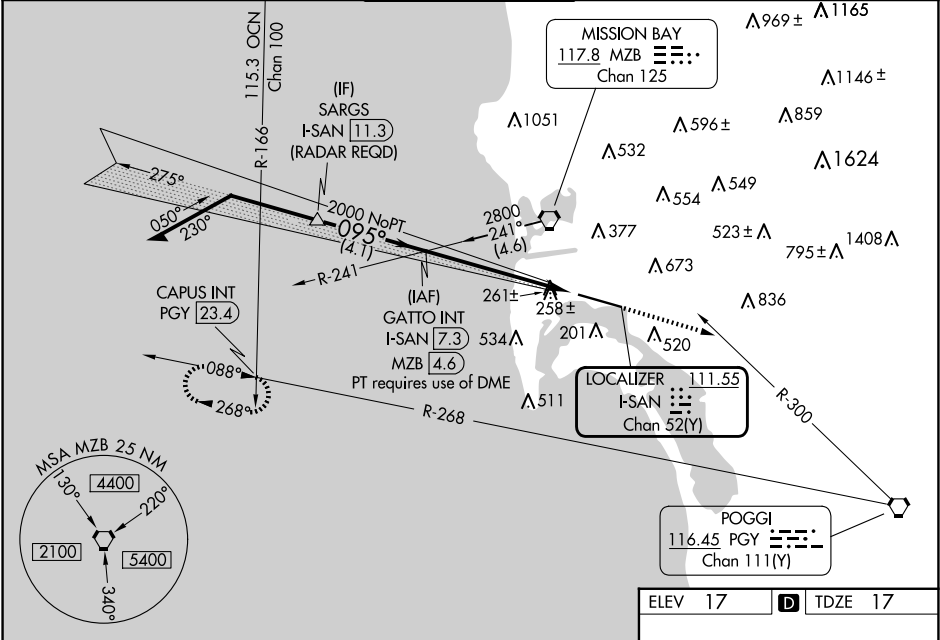 969 ±
1165
MISSION BAY
117.8 MZB
Chan 125
1146 ±
115.3 OCN
Chan 100
R-166
(IF)
SARGS
I-SAN 11.3
(RADAR REQD)
1051
596 ±
859
532
1624
275°
554
549
050°
230°
2000 NoPT
095°
(4.1)
2800
241°
(4.6)
377
523 ±
795 ±
1408
R-241
673
CAPUS INT
PGY 23.4
(IAF)
GATTO INT
I-SAN 7.3
MZB 4.6
PT requires use of DME
261 ±
258 ±
836
534
201
520
088°
268°
511
LOCALIZER 111.55
I-SAN
Chan 52(Y)
R-268
R-300
MSA MZB 25 NM
130°
4400
220°
2100
5400
340°
POGGI
116.45 PGY
Chan 111(Y)
ELEV 17 D TDZE 17